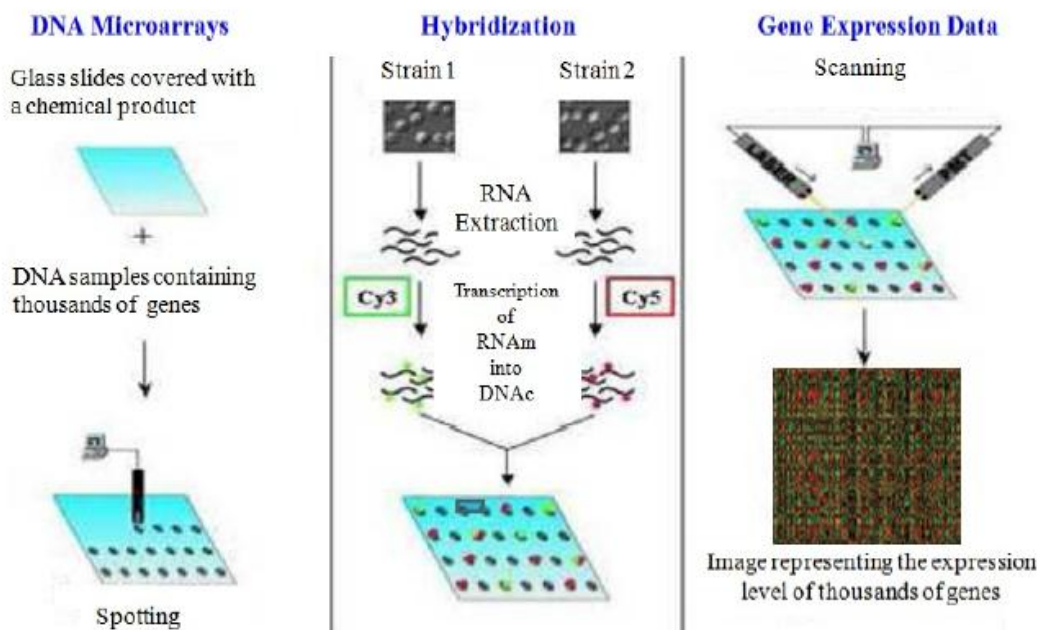 DNA Microarrays
Glass slides covered with
a chemical product
+
DNA samples containing
thousands of genes
Spotting
Hybridization
Strain 1
Strain 2
RNA
Extraction
Cy3
Transcription
of
RNAm
into
DNAc
Cy5
Gene Expression Data
Scanning
LASER
PMT
Image representing the expression
level of thousands of genes